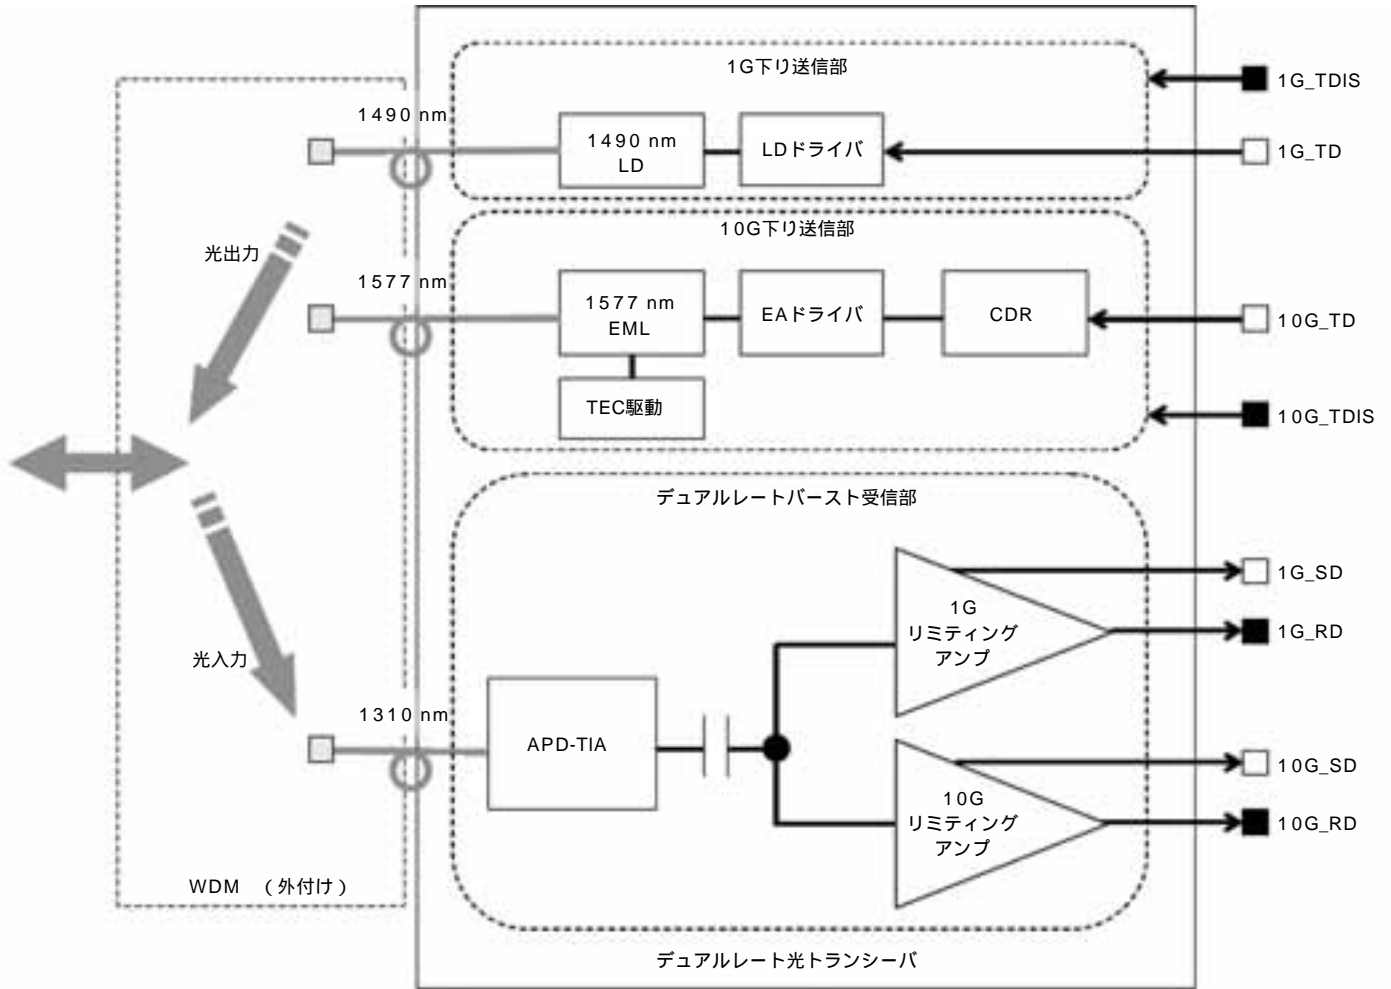 1G下り送信部
1G_TDIS
1490 nm
1490 nm
LD
LDドライバ
1G_TD
10G下り送信部
光出力
1577 nm
1577 nm
EML
EAドライバ
CDR
10G_TD
TEC駆動
10G_TDIS
デュアルレートバースト受信部
1G_SD
1G
リミティング
アンプ
1G_RD
光入力
1310 nm
APD-TIA
10G_SD
10G
リミティング
アンプ
10G_RD
WDM (外付け)
デュアルレート光トランシーバ